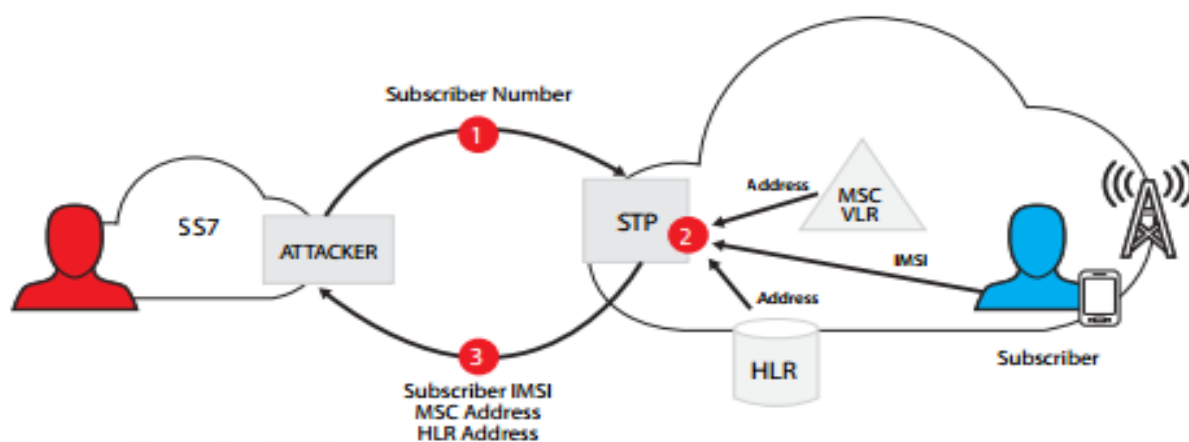 Subscriber Number
1
SS7
ATTACKER
STP
2
Address
MSC
VLR
IMSI
Address
HLR
Subscriber
3
Subscriber IMSI
MSC Address
HLR Address